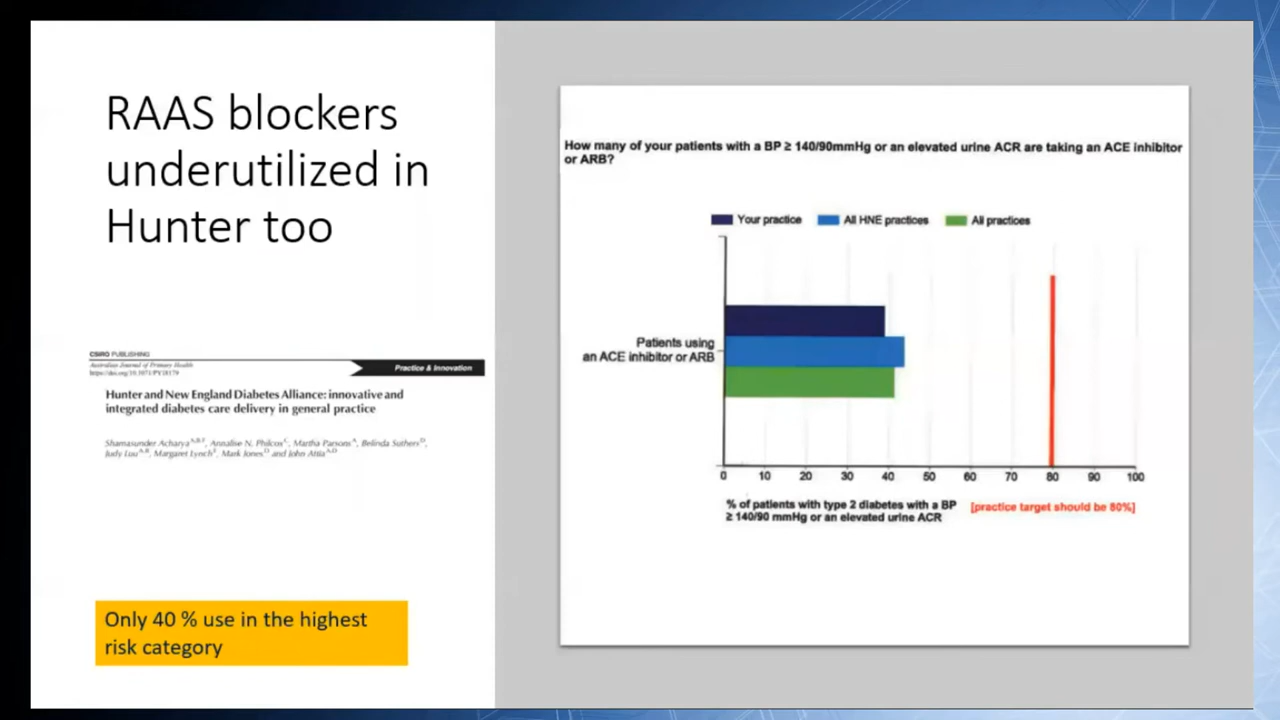 RAAS blockers
underutilized in
Hunter too
CSIRO PUBLISHING
Australian Journal of Primary Health
https://doi.org/10.1071/PY18179
Practice & Innovation
Hunter and New England Diabetes Alliance: innovative and
integrated diabetes care delivery in general practice
Shamasunder Acharya, Annalise N. Philcox, Martha Parsons, Belinda Suthers,
Judy Luu, Margaret Lynch, Mark Jones and John Attia
Only 40 % use in the highest
risk category
How many of your patients with a BP ≥ 140/90mmHg or an elevated urine ACR are taking an ACE inhibitor
or ARB?
Your practice All HNE practices All practices
Patients using
an ACE inhibitor or ARB
0 10 20 30 40 50 60 70 80 90 100
% of patients with type 2 diabetes with a BP
≥ 140/90 mmHg or an elevated urine ACR
[practice target should be 80%]